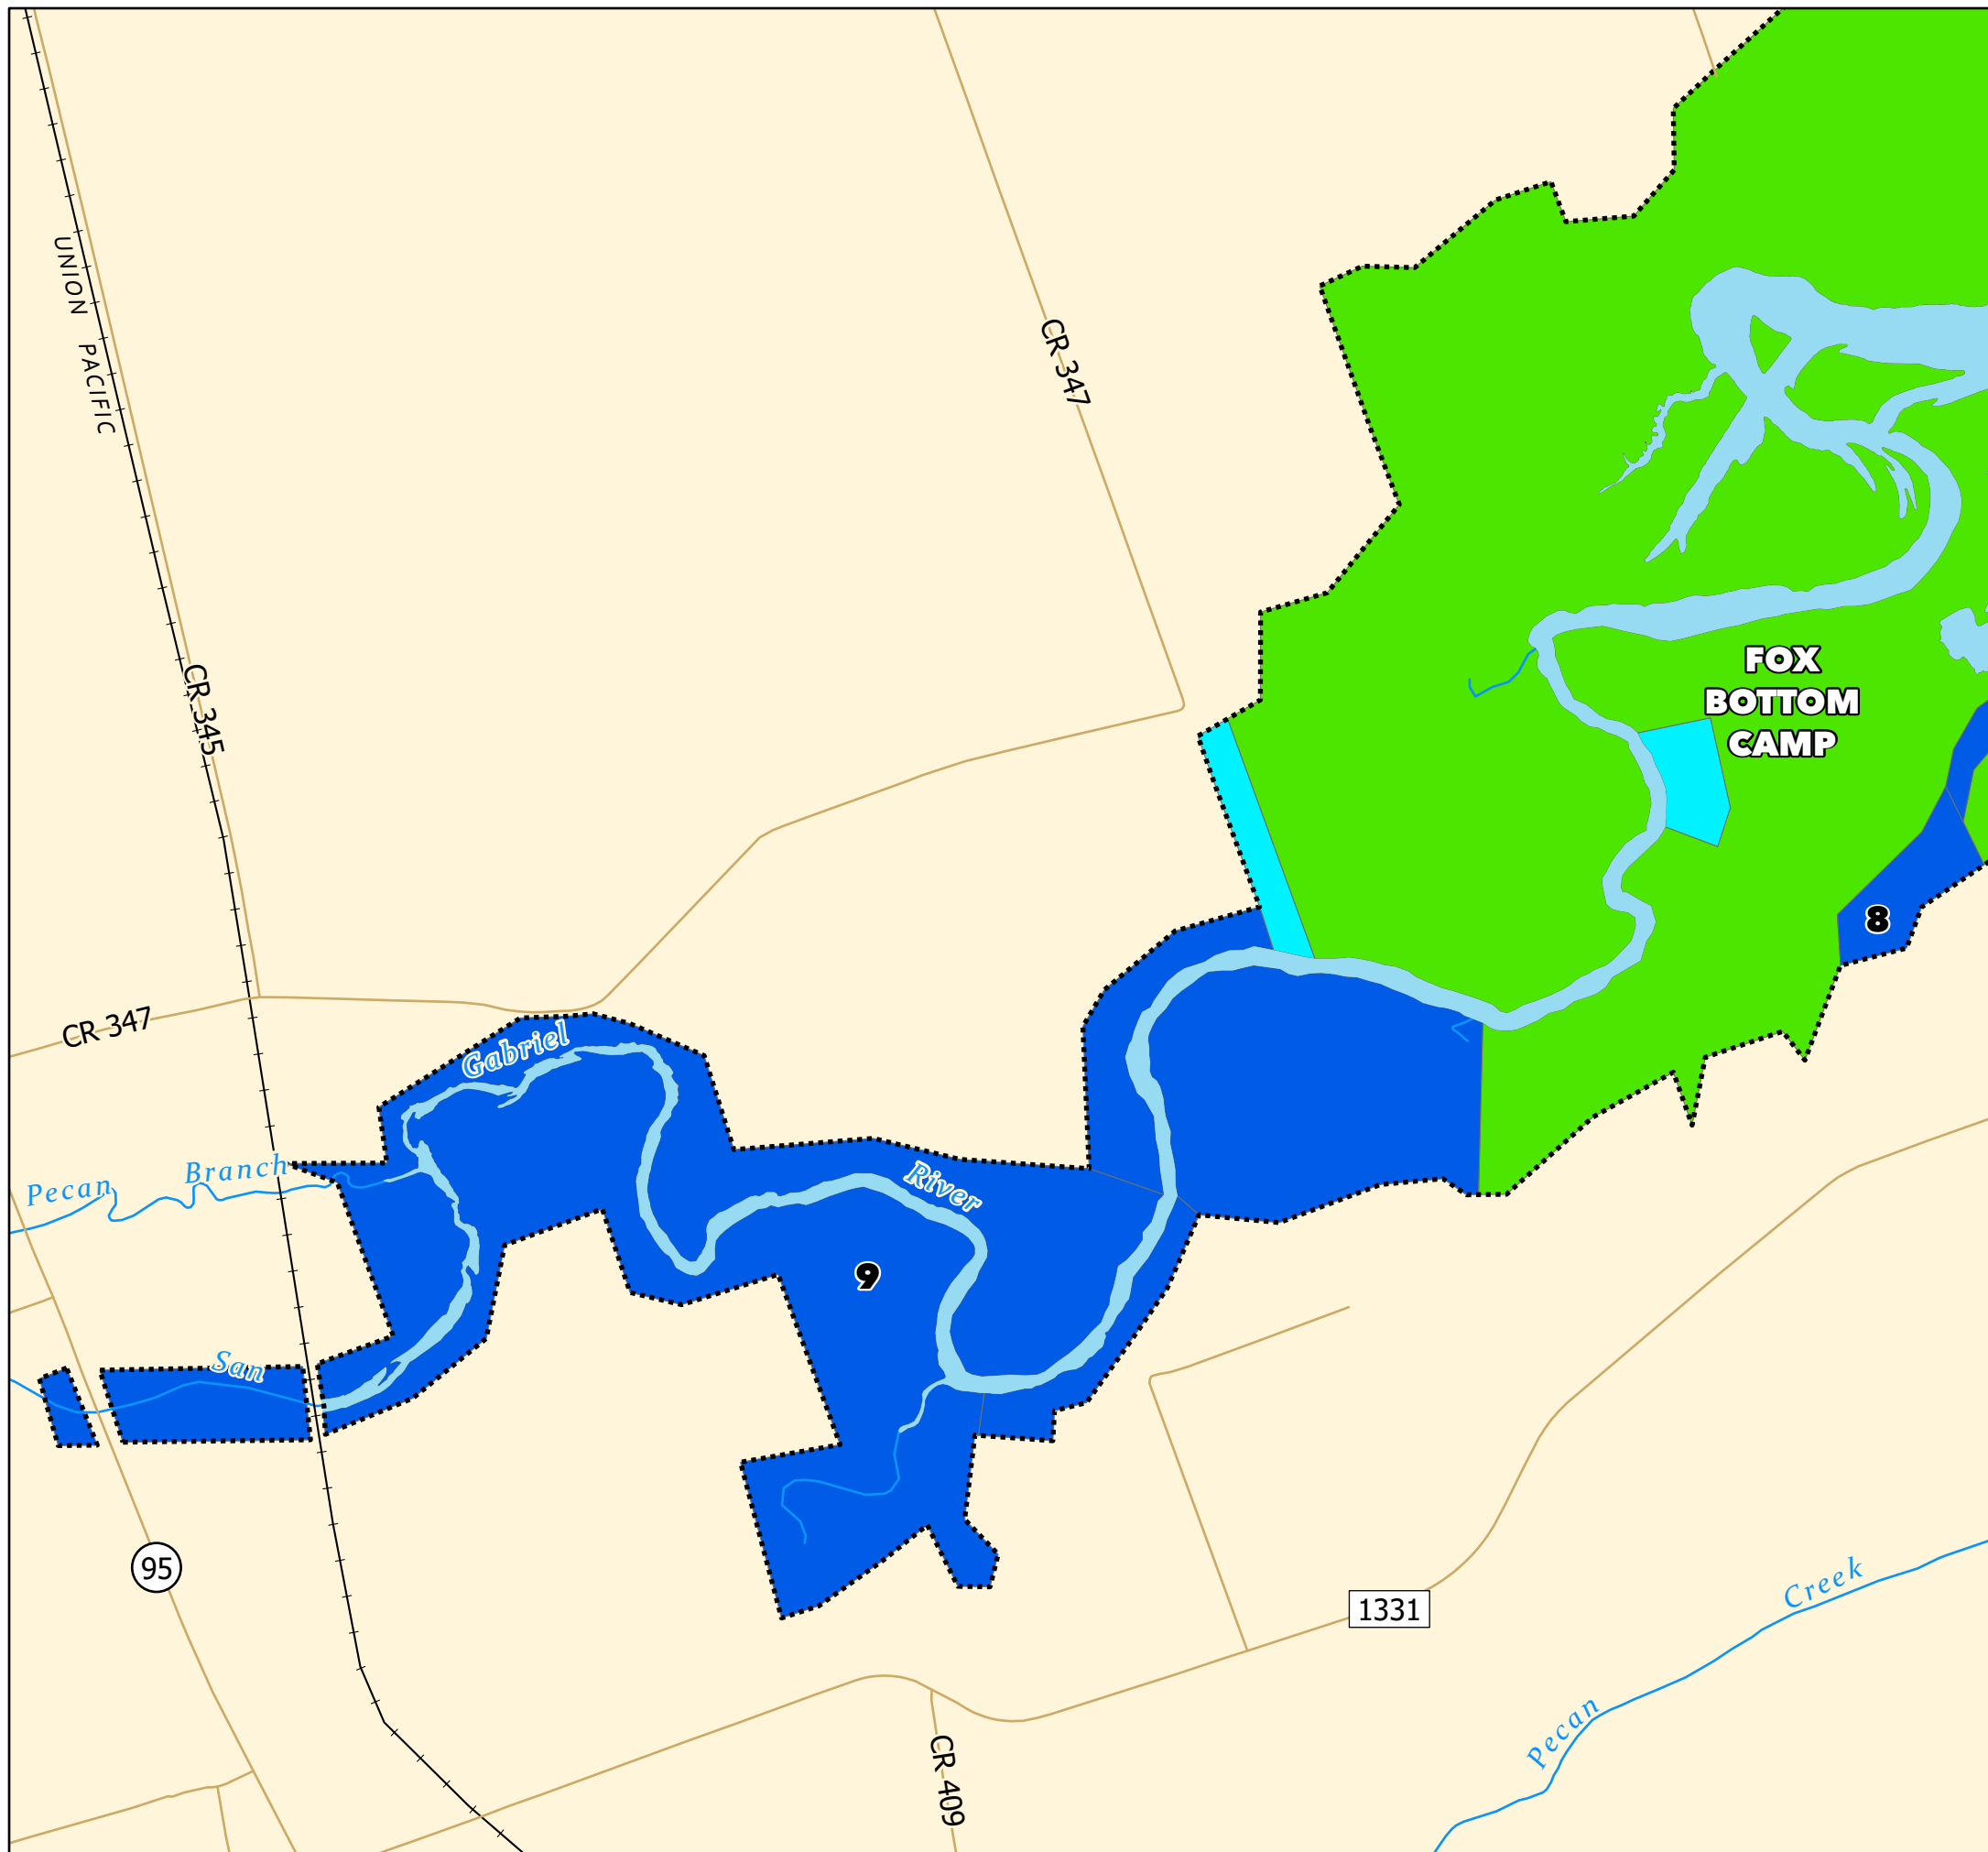 UNION PACIFIC
CR 347
CR 345
FOX
BOTTOM
CAMP
8
CR 347
Gabriel
Pecan Branch
River
9
San
95
1331
Creek
Pecan
CR 409